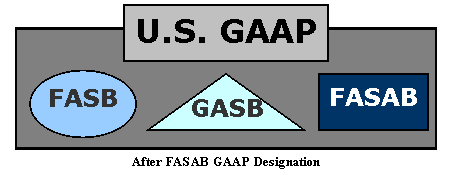 U.S. GAAP
FASB
GASB
FASAB
After FASAB GAAP Designation